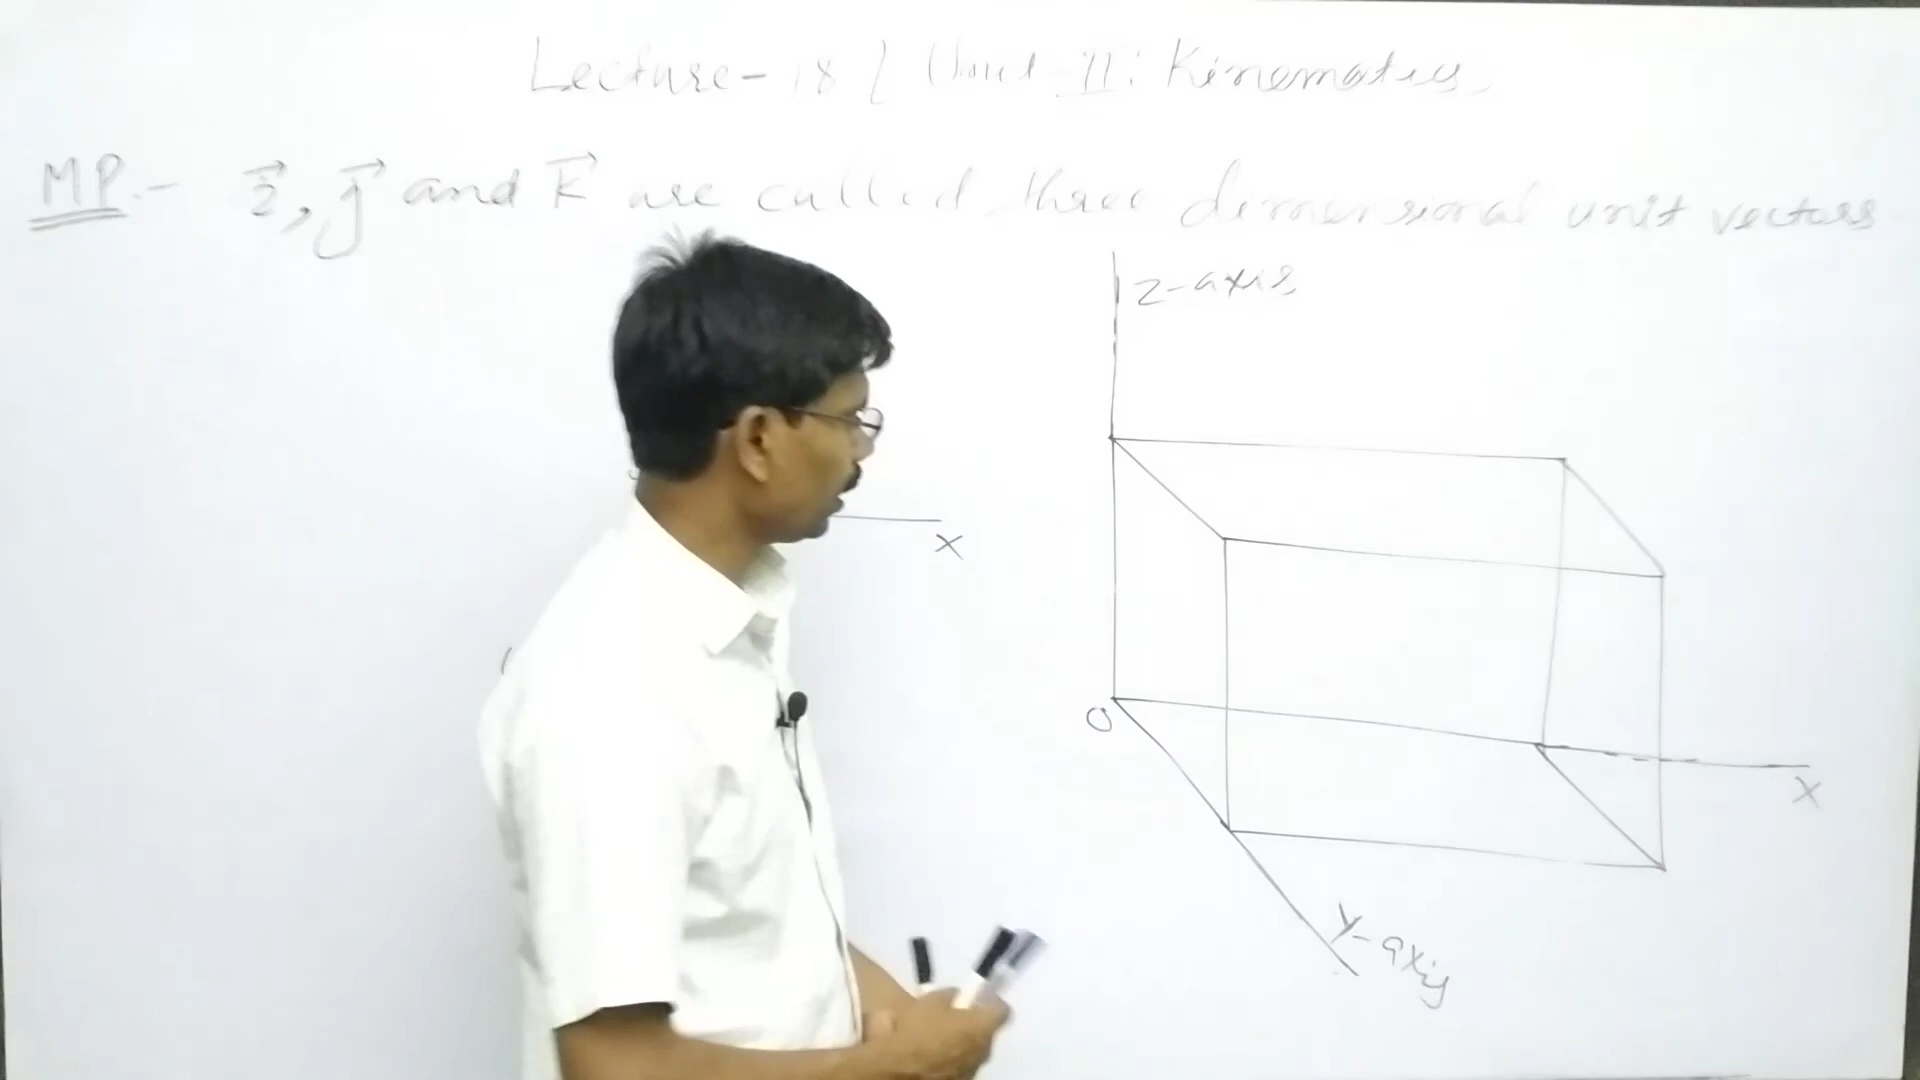 Lecture-18 / Unit II: Kinematics
MP:- i, j and k are called three dimensional unit vectors
z-axis
X
O
X
Y-axis